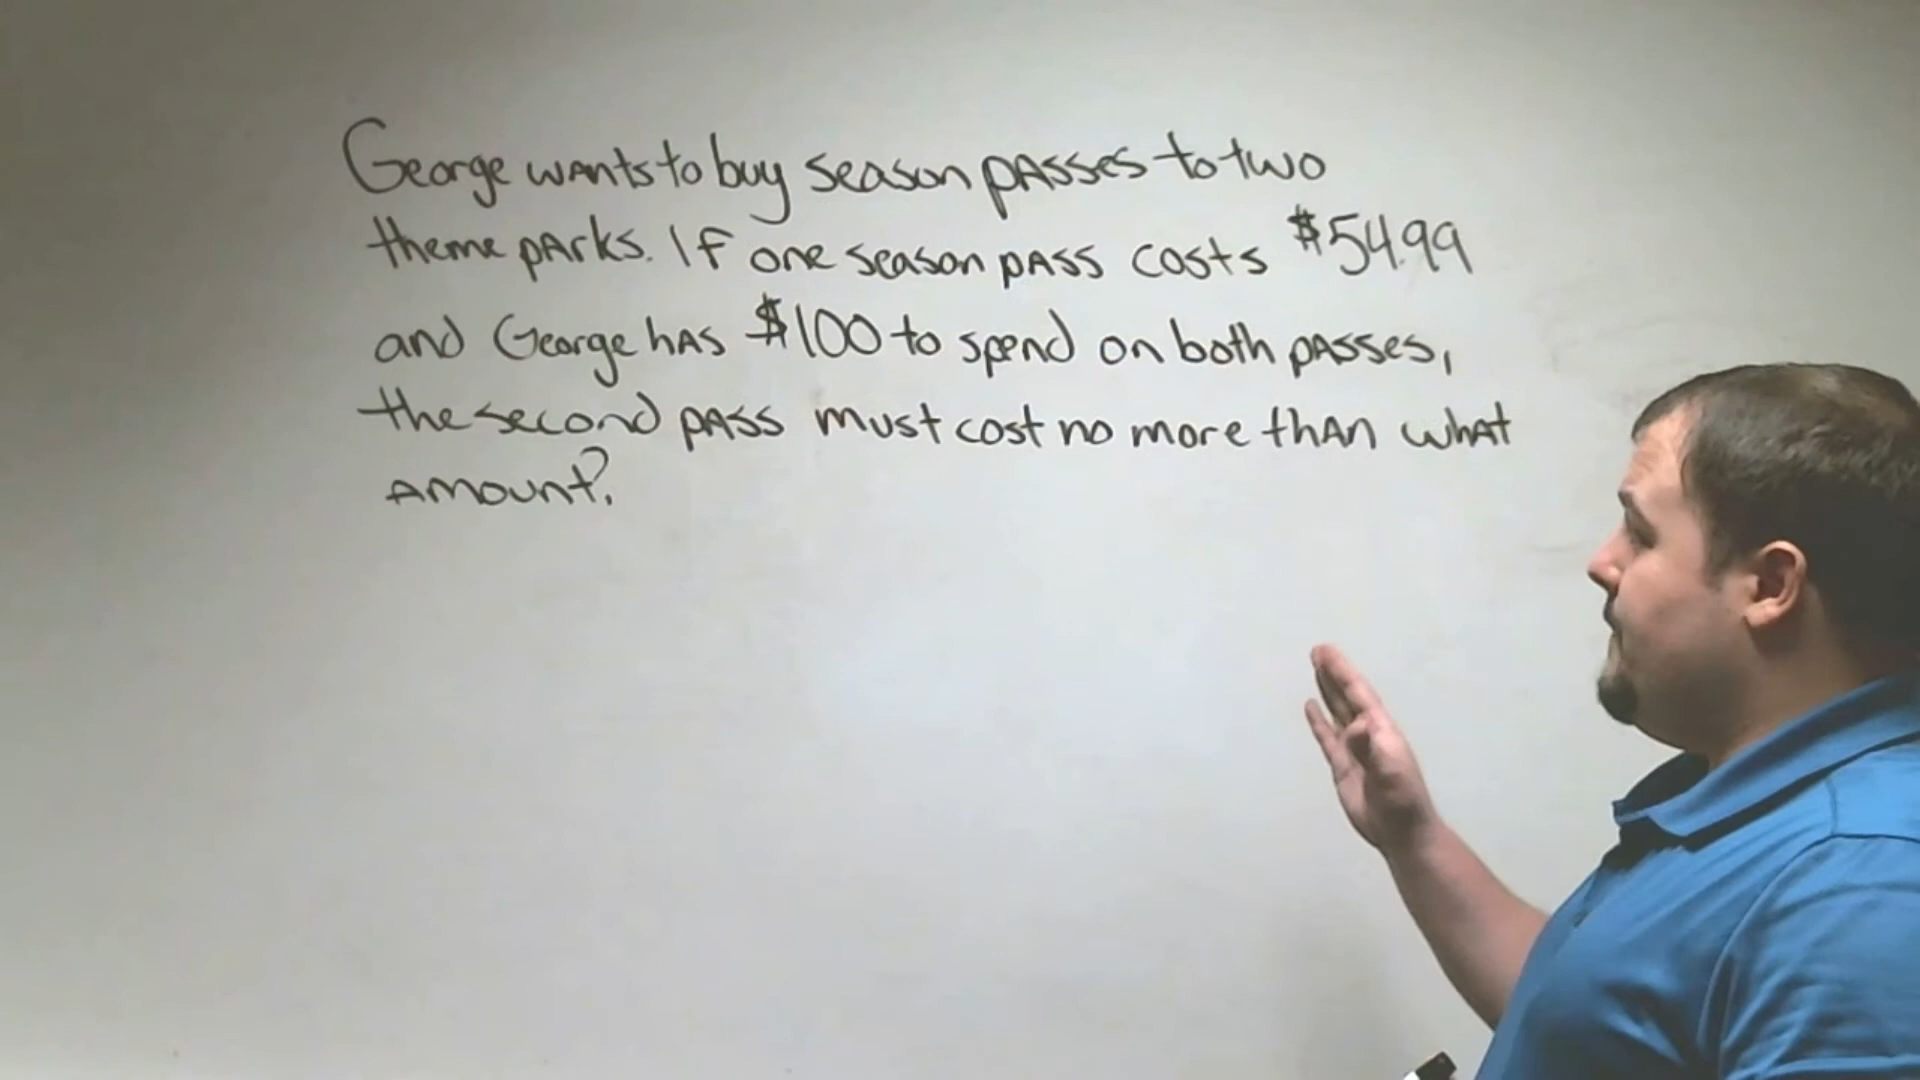 George wants to buy season passes to two
theme parks. If one season pass costs $54.99
and George has $100 to spend on both passes,
the second pass must cost no more than what
amount?